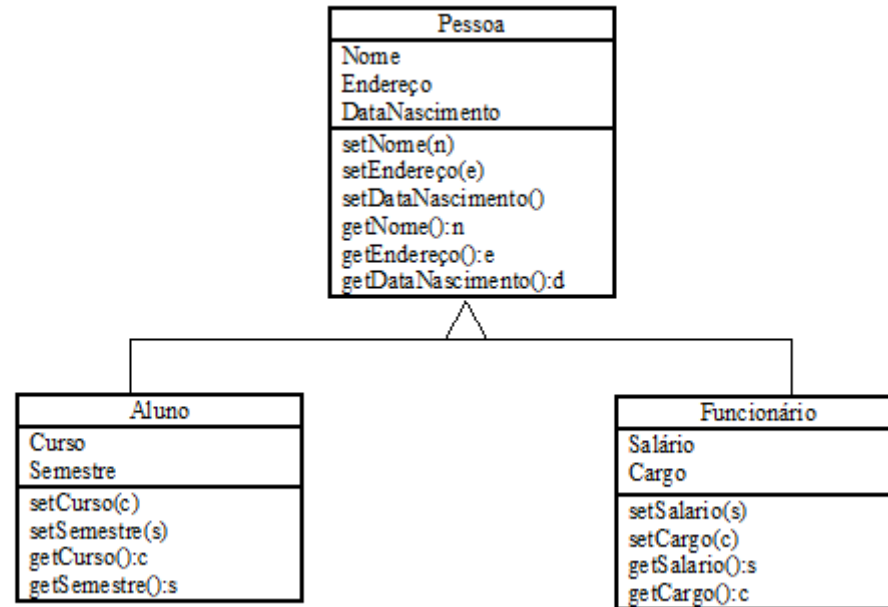 Pessoa
Nome
Endereço
DataNascimento
setNome(n)
setEndereço(e)
setDataNascimento()
getNome():n
getEndereço():e
getDataNascimento():d
Aluno
Curso
Semestre
setCurso(c)
setSemestre(s)
getCurso():c
getSemestre():s
Funcionário
Salário
Cargo
setSalario(s)
setCargo(c)
getSalario():s
getCargo():c